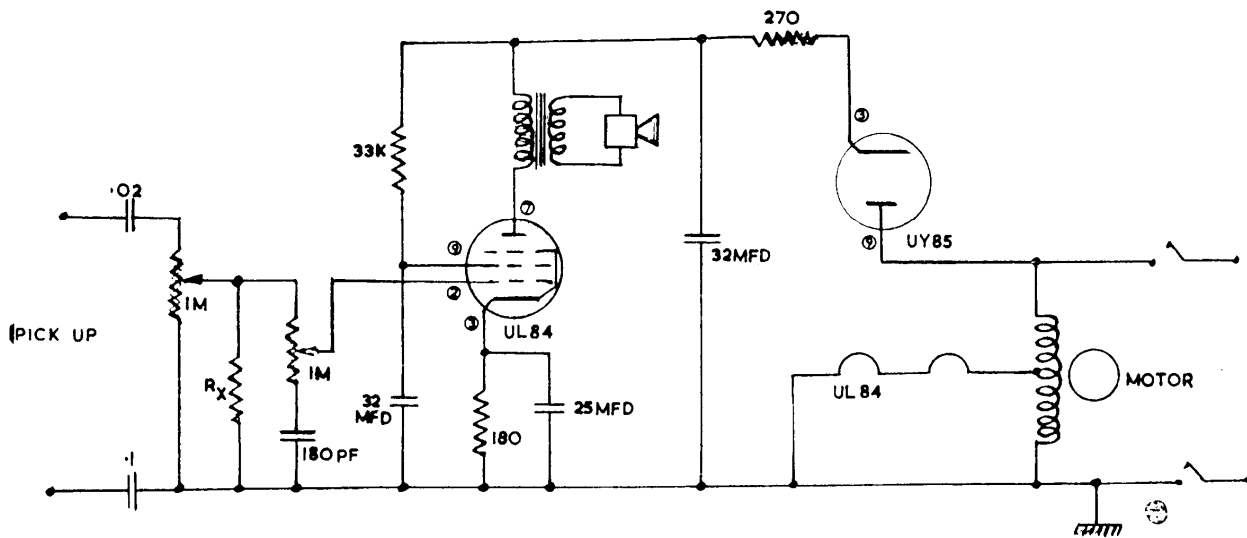 270
③
33K
·02
⑦
⑨
UY85
⑨
32MFD
②
1M
PICK UP
③
UL84
1M
UL84
MOTOR
RX
32
MFD
25MFD
180
180PF
·1